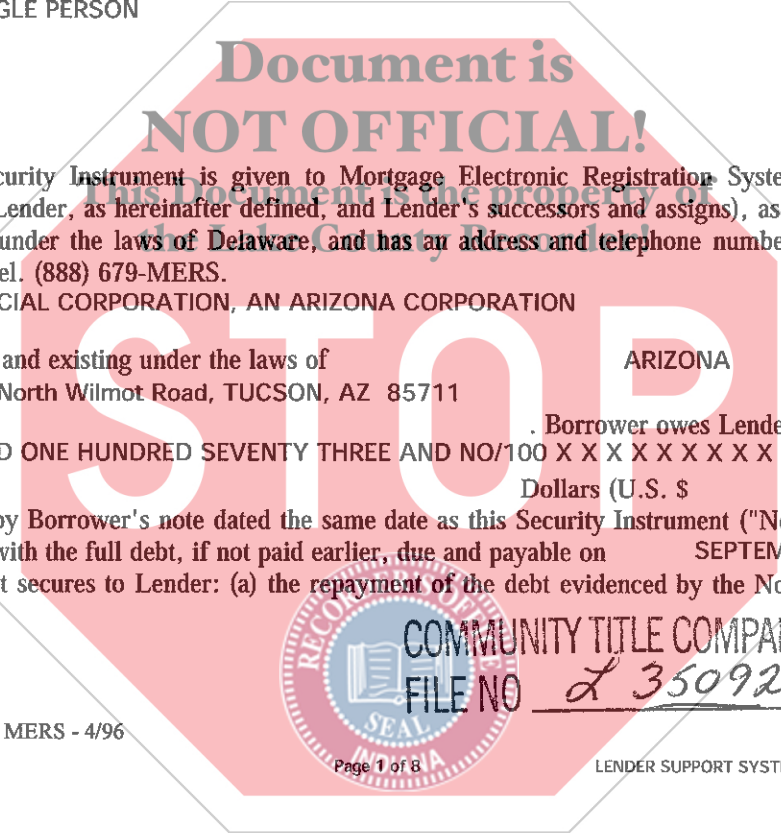 GLE PERSON
Document is
NOT OFFICIAL!
curity Instrument is given to Mortgage Electronic Registration Syste
This Document is the property of
Lender, as hereinafter defined, and Lender's successors and assigns), as
under the laws of Delaware, and has an address and telephone numbe
the Lake County Recorder!
el. (888) 679-MERS.
CIAL CORPORATION, AN ARIZONA CORPORATION
STOP
and existing under the laws of ARIZONA
North Wilmot Road, TUCSON, AZ 85711
. Borrower owes Lende
D ONE HUNDRED SEVENTY THREE AND NO/100 X X X X X X X X X
Dollars (U.S. $
by Borrower's note dated the same date as this Security Instrument ("No
with the full debt, if not paid earlier, due and payable on SEPTEM
t secures to Lender: (a) the repayment of the debt evidenced by the No
RECORDER'S OFFICE
SEAL
INDIANA
COMMUNITY TITLE COMPAN
FILE NO L 35092
MERS - 4/96
Page 1 of 8
LENDER SUPPORT SYSTE